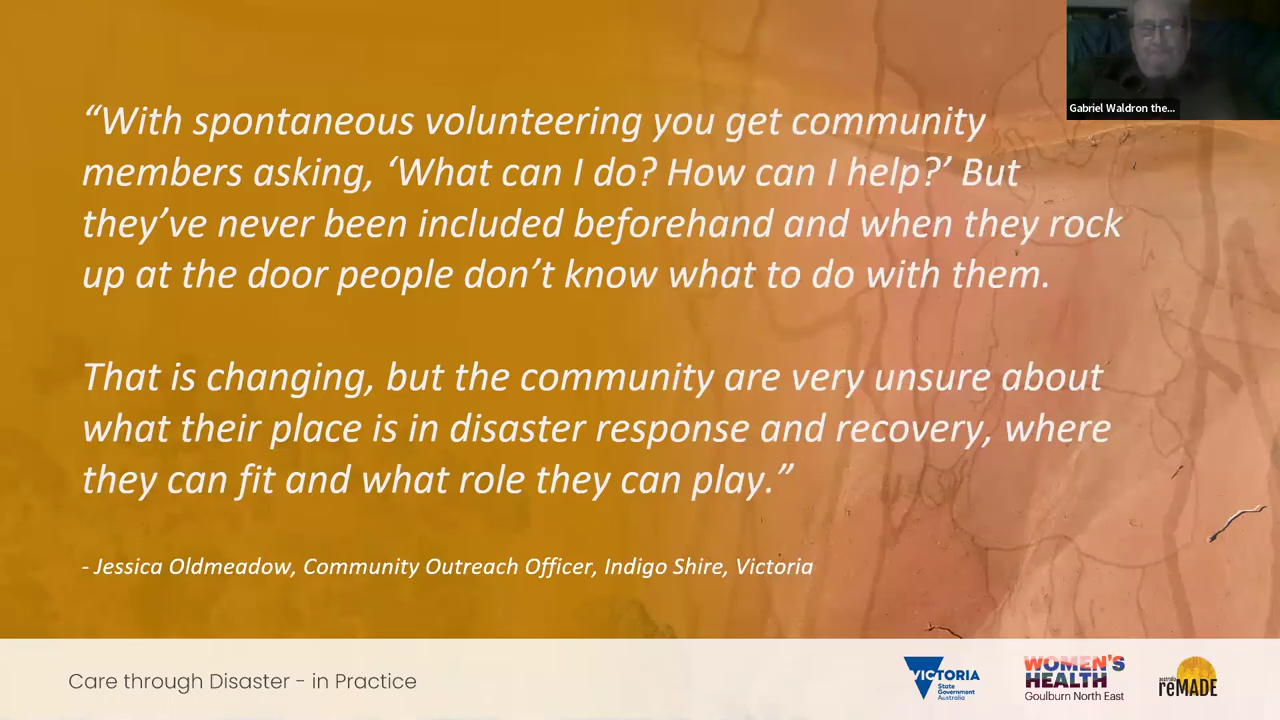 Gabriel Waldron the...
“With spontaneous volunteering you get community
members asking, ‘What can I do? How can I help?’ But
they’ve never been included beforehand and when they rock
up at the door people don’t know what to do with them.
That is changing, but the community are very unsure about
what their place is in disaster response and recovery, where
they can fit and what role they can play.”
- Jessica Oldmeadow, Community Outreach Officer, Indigo Shire, Victoria
Care through Disaster - in Practice
VICTORIA
State
Government
Australia
WOMEN'S
HEALTH
Goulburn North East
australia
reMADE